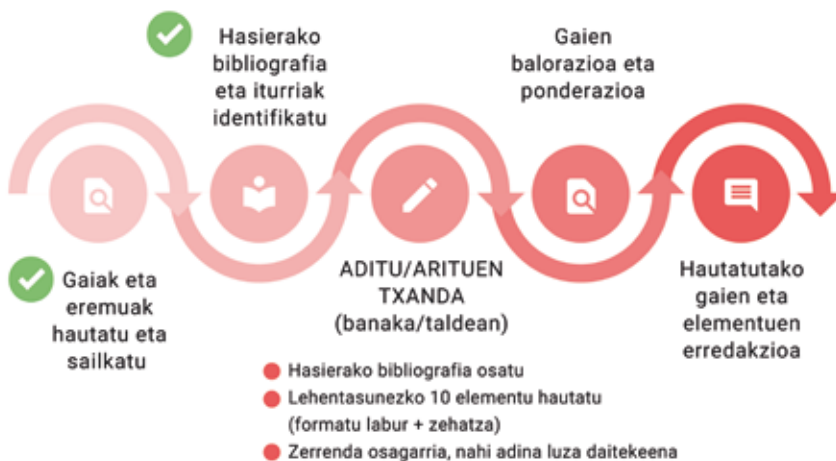 Gaiak eta
eremuak
hautatu eta
sailkatu
Hasierako
bibliografia
eta iturriak
identifikatu
ADITU/ARITUEN
TXANDA
(banaka/taldean)
Hasierako bibliografia osatu
Lehentasunezko 10 elementu hautatu
(formatu labur + zehatza)
Zerrenda osagarria, nahi adina luza daitekeena
Gaien
balorazioa eta
ponderazioa
Hautatutako
gaien eta
elementuen
erredakzioa